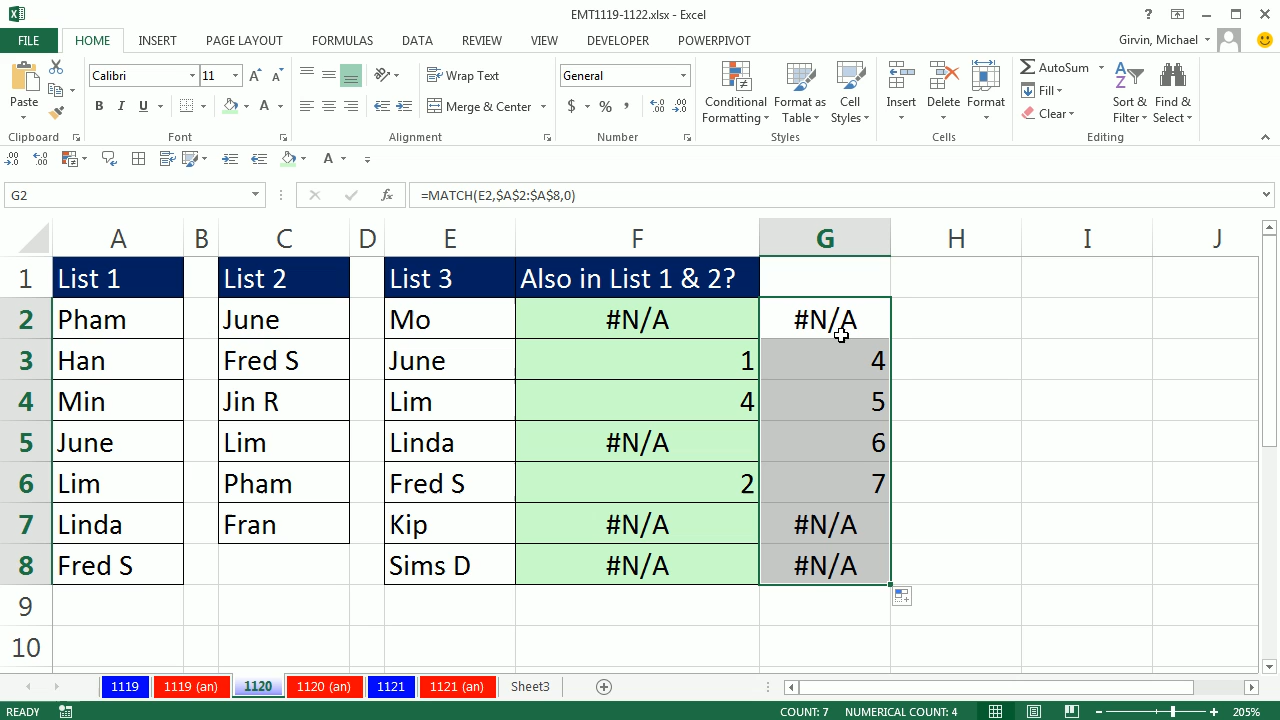 EMT1119-1122.xlsx - Excel
FILE HOME INSERT PAGE LAYOUT FORMULAS DATA REVIEW VIEW DEVELOPER POWERPIVOT Girvin, Michael
Calibri 11 Wrap Text General AutoSum
Fill
Paste B I U A Merge & Center $ % , Conditional Formatting Format as Table Cell Styles Insert Delete Format Clear Sort & Filter Find & Select
Clipboard Font Alignment Number Styles Cells Editing
G2 fx =MATCH(E2,$A$2:$A$8,0)
A B C D E F G H I J
1 List 1 List 2 List 3 Also in List 1 & 2?
2 Pham June Mo #N/A #N/A
3 Han Fred S June 1 4
4 Min Jin R Lim 4 5
5 June Lim Linda #N/A 6
6 Lim Pham Fred S 2 7
7 Linda Fran Kip #N/A #N/A
8 Fred S Sims D #N/A #N/A
9
10
1119 1119 (an) 1120 1120 (an) 1121 1121 (an) Sheet3
READY COUNT: 7 NUMERICAL COUNT: 4 205%